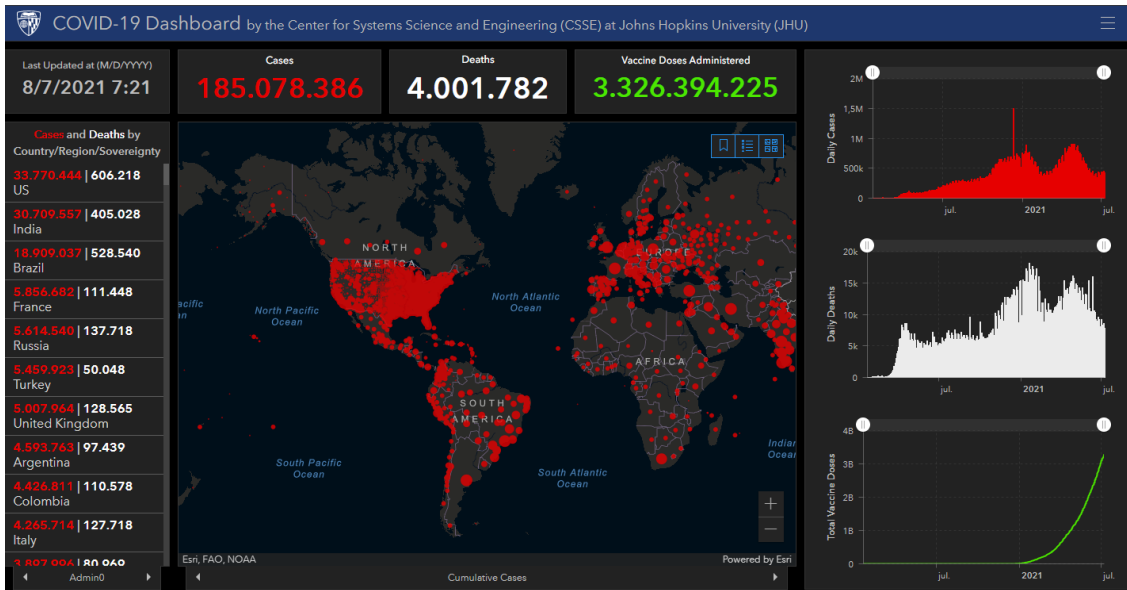 COVID-19 Dashboard by the Center for Systems Science and Engineering (CSSE) at Johns Hopkins University (JHU)
Last Updated at (M/D/YYYY)
8/7/2021 7:21
Cases
185.078.386
Deaths
4.001.782
Vaccine Doses Administered
3.326.394.225
Cases and Deaths by
Country/Region/Sovereignty
33.770.444 | 606.218
US
30.709.557 | 405.028
India
18.909.037 | 528.540
Brazil
5.856.682 | 111.448
France
5.614.540 | 137.718
Russia
5.459.923 | 50.048
Turkey
5.007.964 | 128.565
United Kingdom
4.593.763 | 97.439
Argentina
4.426.811 | 110.578
Colombia
4.265.714 | 127.718
Italy
3.897.996 | 80.969
Admin0
NORTH
AMERICA
EUROPE
acific
North Pacific
Ocean
North Atlantic
Ocean
AFRICA
SOUTH
AMERICA
South Pacific
Ocean
South Atlantic
Ocean
Indian
Ocean
+
−
Esri, FAO, NOAA
Powered by Esri
Cumulative Cases
Daily Cases
2M
1,5M
1M
500k
0
jul.
2021
jul.
Daily Deaths
20k
15k
10k
5k
0
jul.
2021
jul.
Total Vaccine Doses
4B
3B
2B
1B
0
jul.
2021
jul.